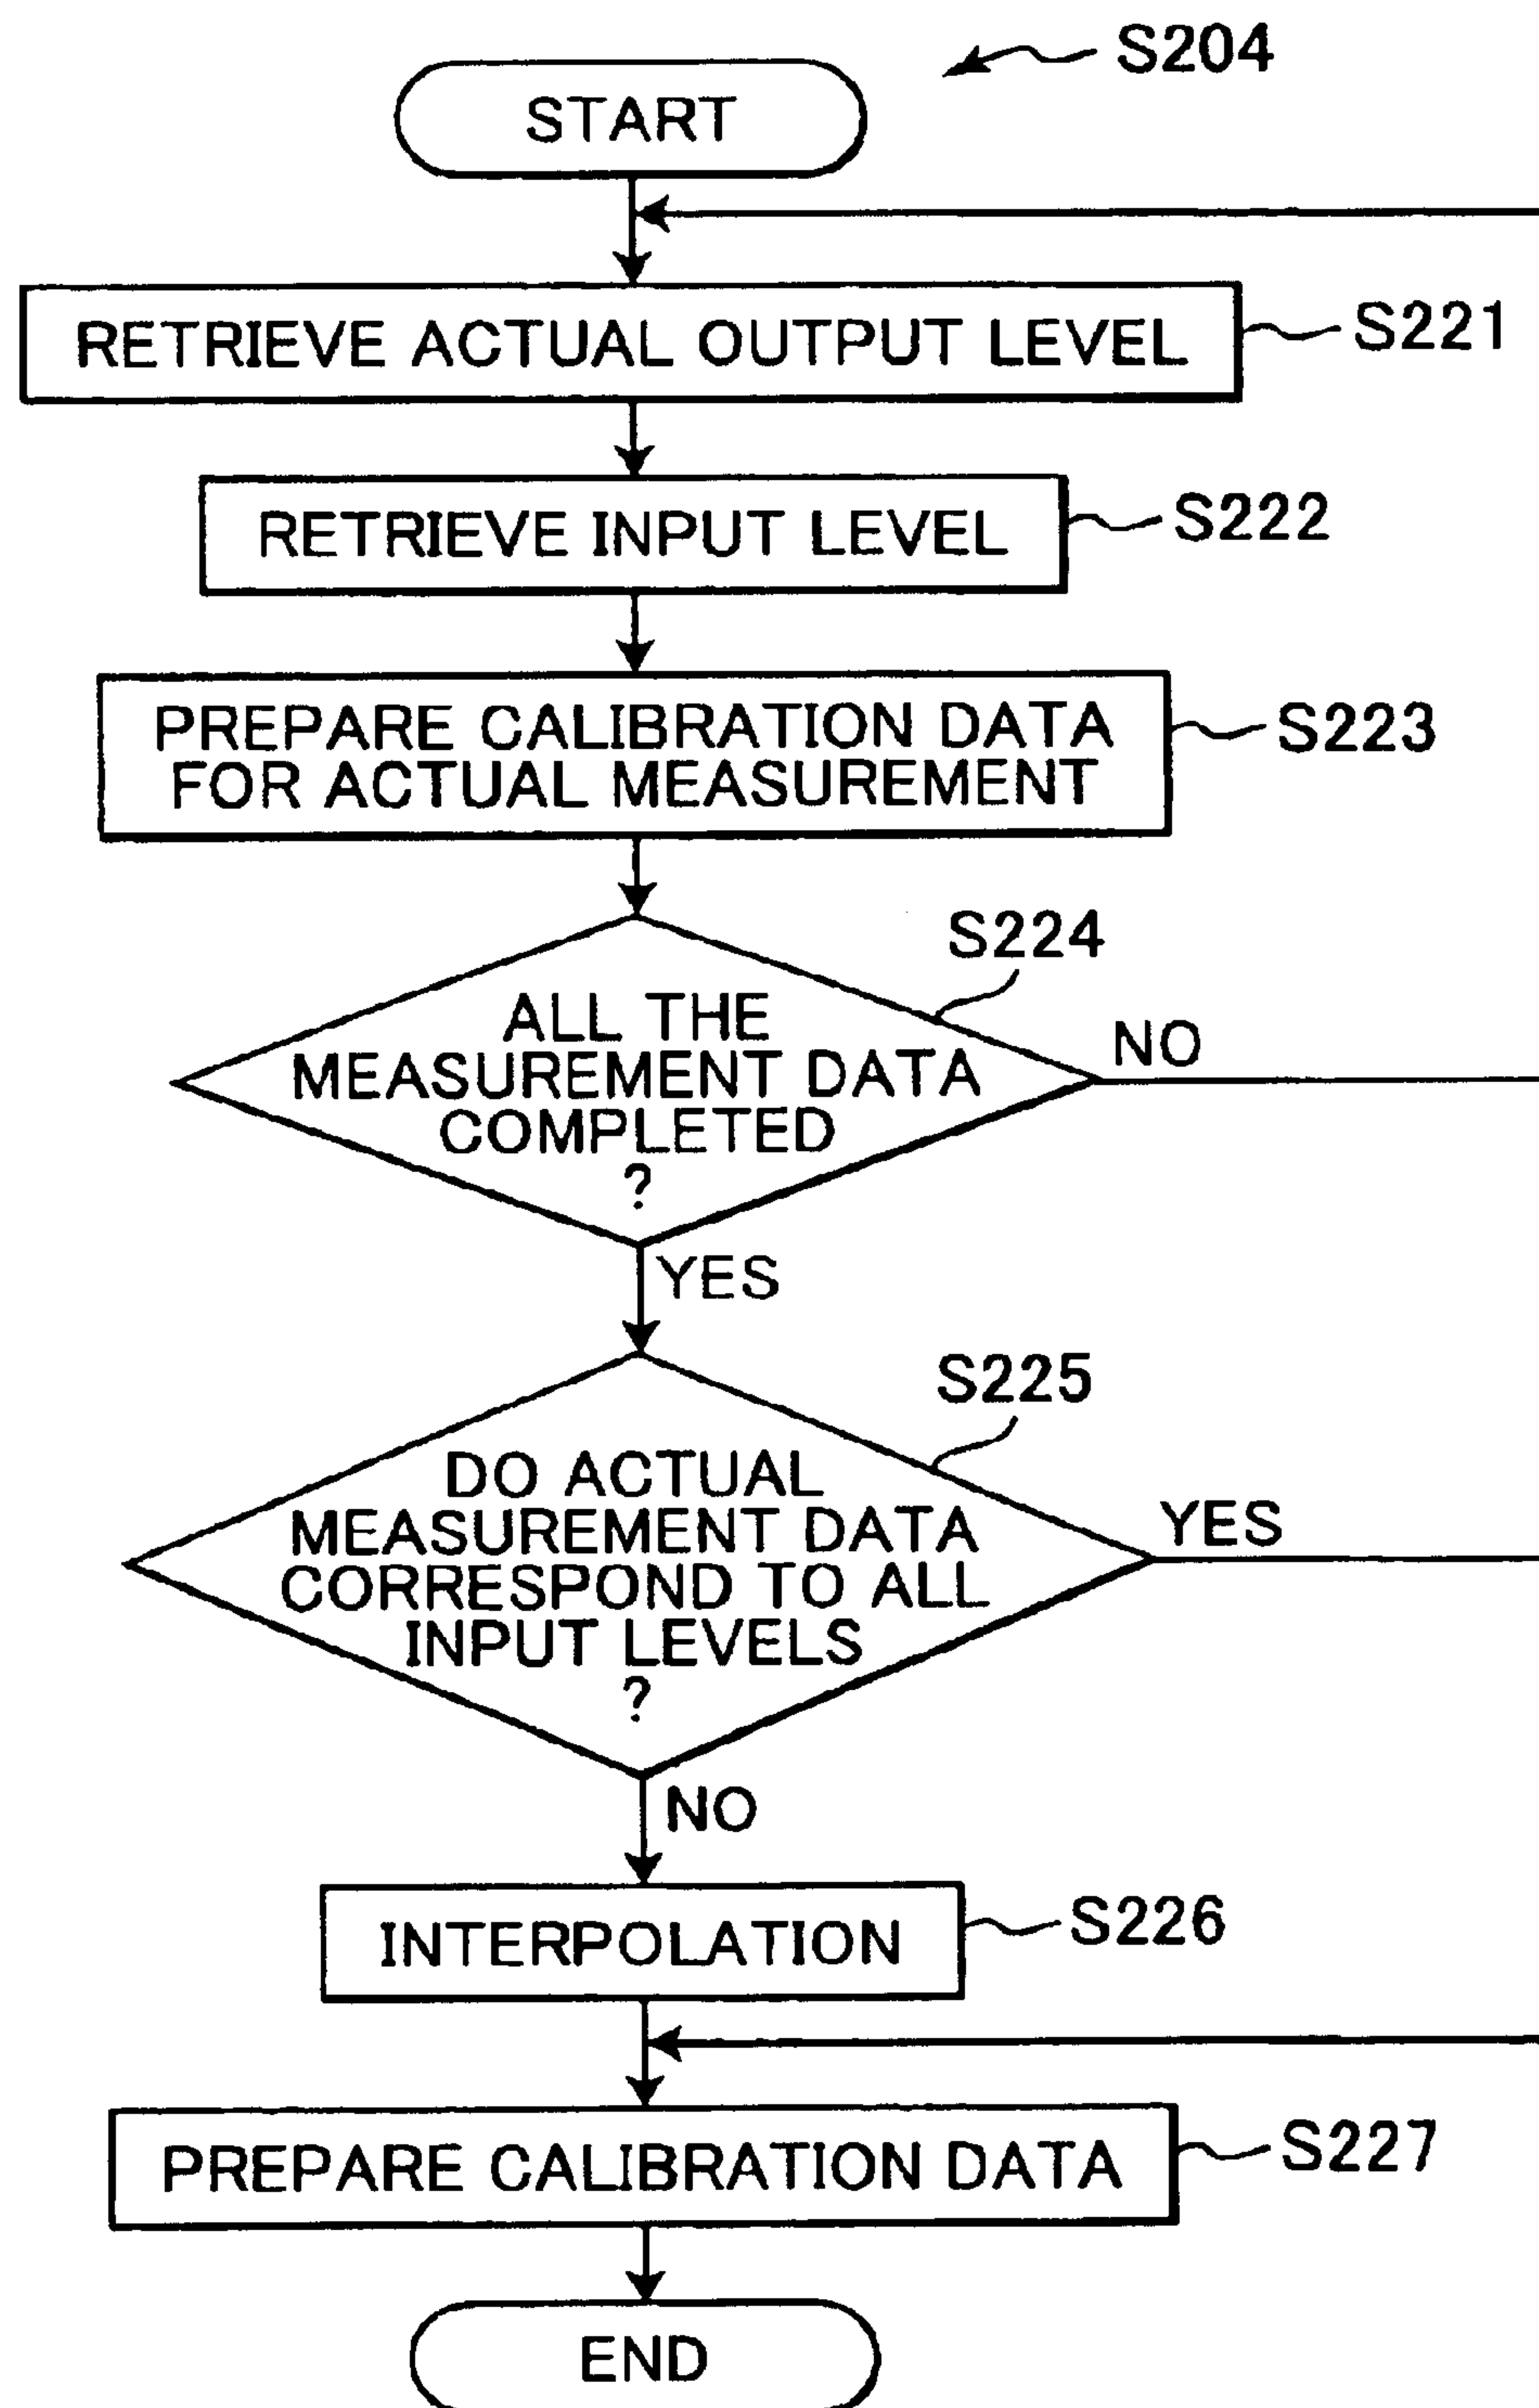 S204
START
RETRIEVE ACTUAL OUTPUT LEVEL
S221
RETRIEVE INPUT LEVEL
S222
PREPARE CALIBRATION DATA
FOR ACTUAL MEASUREMENT
S223
S224
ALL THE
MEASUREMENT DATA
COMPLETED
?
NO
YES
S225
DO ACTUAL
MEASUREMENT DATA
CORRESPOND TO ALL
INPUT LEVELS
?
YES
NO
INTERPOLATION
S226
PREPARE CALIBRATION DATA
S227
END